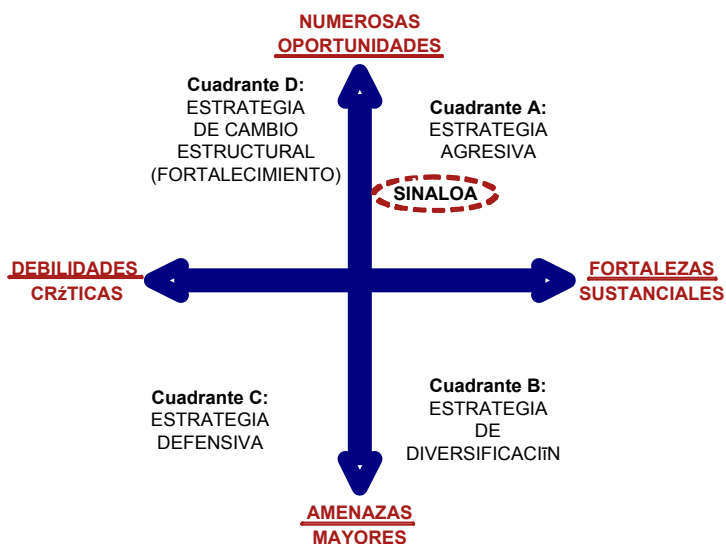 NUMEROSAS
OPORTUNIDADES
Cuadrante D:
ESTRATEGIA
DE CAMBIO
ESTRUCTURAL
(FORTALECIMIENTO)
Cuadrante A:
ESTRATEGIA
AGRESIVA
SINALOA
DEBILIDADES
CRźTICAS
FORTALEZAS
SUSTANCIALES
Cuadrante C:
ESTRATEGIA
DEFENSIVA
Cuadrante B:
ESTRATEGIA
DE
DIVERSIFICACIïN
AMENAZAS
MAYORES